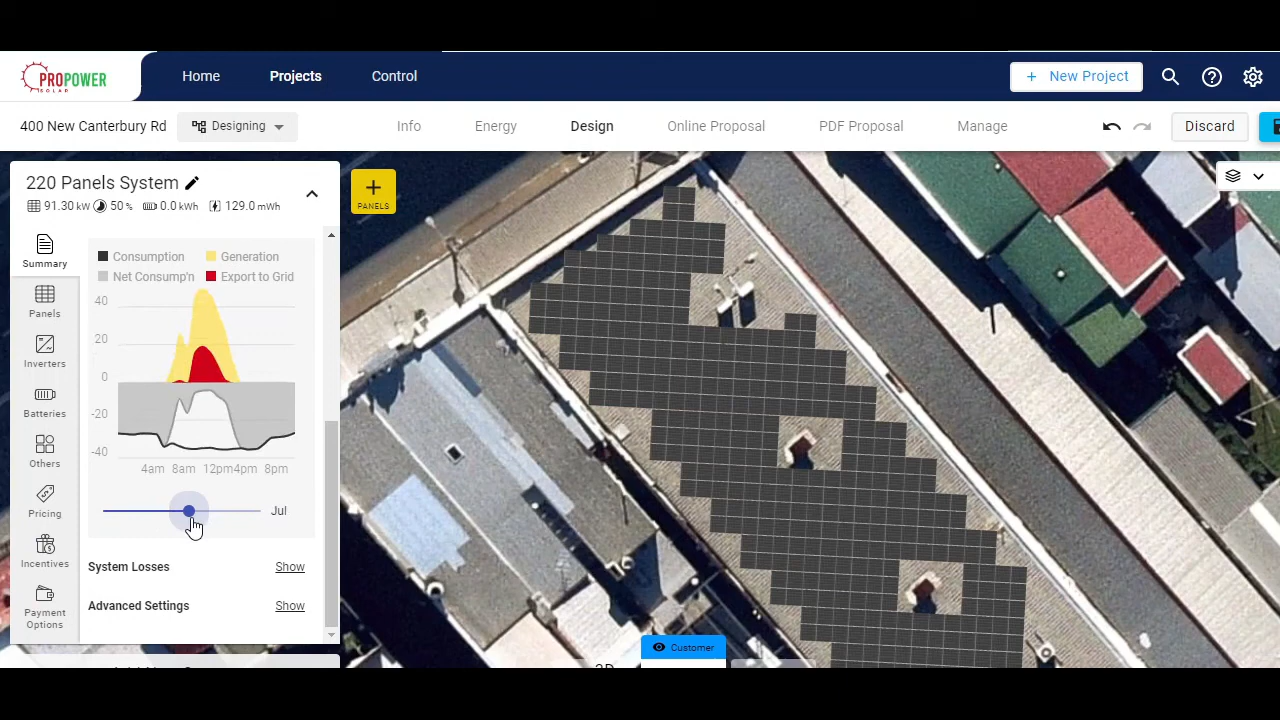 PROPOWER
SOLAR
Home
Projects
Control
+ New Project
400 New Canterbury Rd
Designing
Info
Energy
Design
Online Proposal
PDF Proposal
Manage
Discard
220 Panels System
91.30 kW 50 % 0.0 kWh 129.0 mWh
+
PANELS
Summary
Panels
Inverters
Batteries
Others
Pricing
Incentives
Payment
Options
Consumption
Generation
Net Consump'n
Export to Grid
40
20
0
-20
-40
4am 8am 12pm 4pm 8pm
Jul
System Losses Show
Advanced Settings Show
Customer